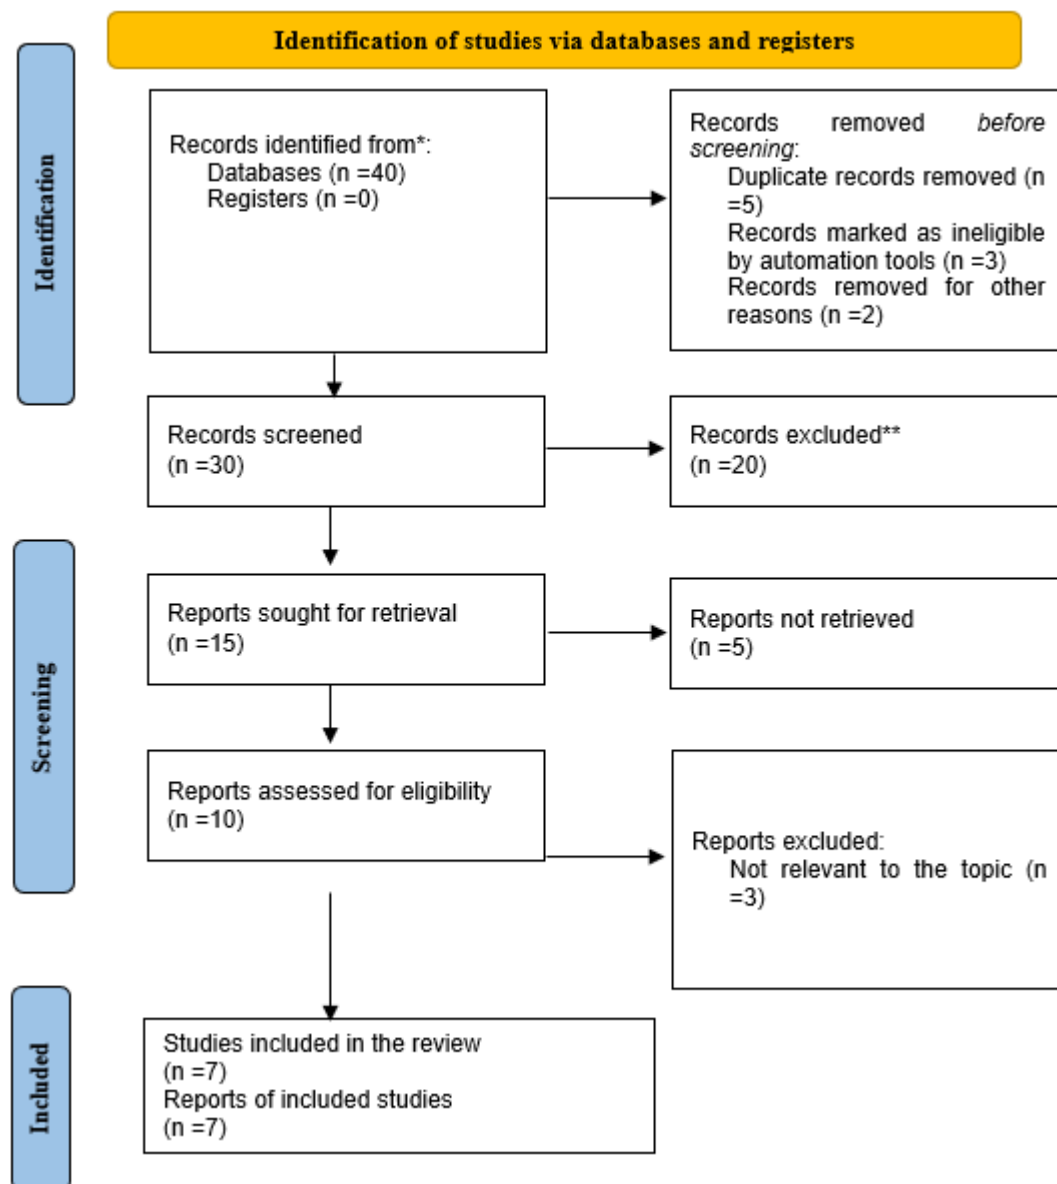 Identification of studies via databases and registers
Identification
Records identified from*:
Databases (n =40)
Registers (n =0)
Records removed before
screening:
Duplicate records removed (n
=5)
Records marked as ineligible
by automation tools (n =3)
Records removed for other
reasons (n =2)
Records screened
(n =30)
Records excluded**
(n =20)
Screening
Reports sought for retrieval
(n =15)
Reports not retrieved
(n =5)
Reports assessed for eligibility
(n =10)
Reports excluded:
Not relevant to the topic (n
=3)
Included
Studies included in the review
(n =7)
Reports of included studies
(n =7)